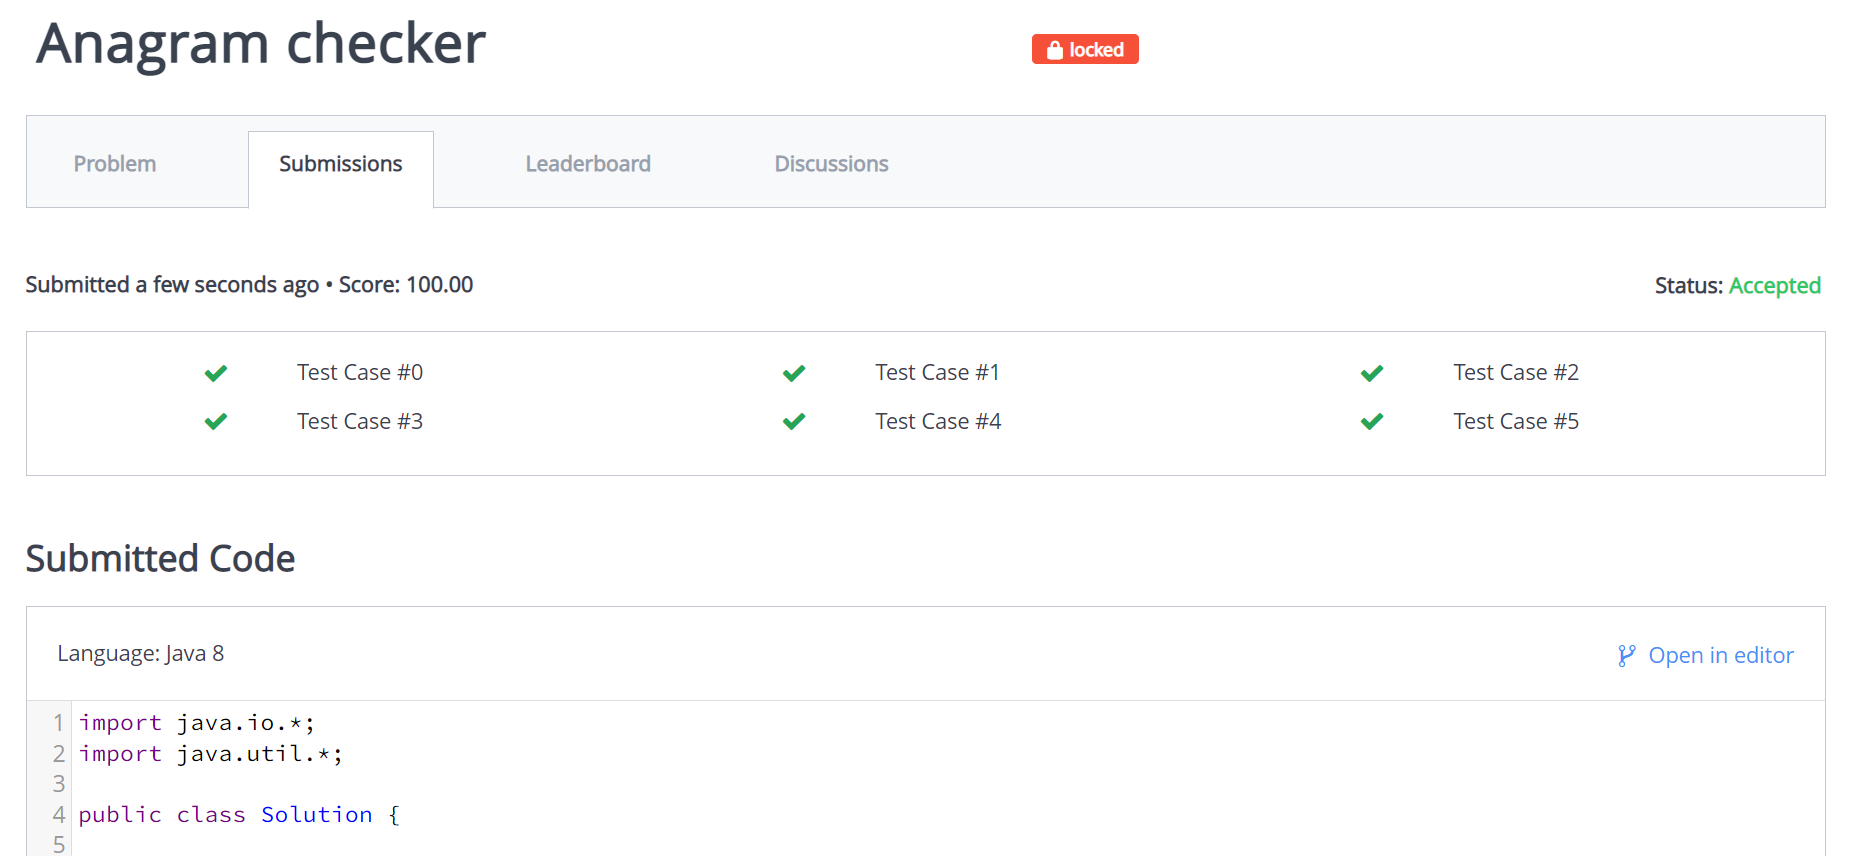 Anagram checker
locked
Problem Submissions Leaderboard Discussions
Submitted a few seconds ago • Score: 100.00 Status: Accepted
Test Case #0 Test Case #1 Test Case #2
Test Case #3 Test Case #4 Test Case #5
Submitted Code
Language: Java 8 Open in editor
1 import java.io.*;
2 import java.util.*;
3
4 public class Solution {
5